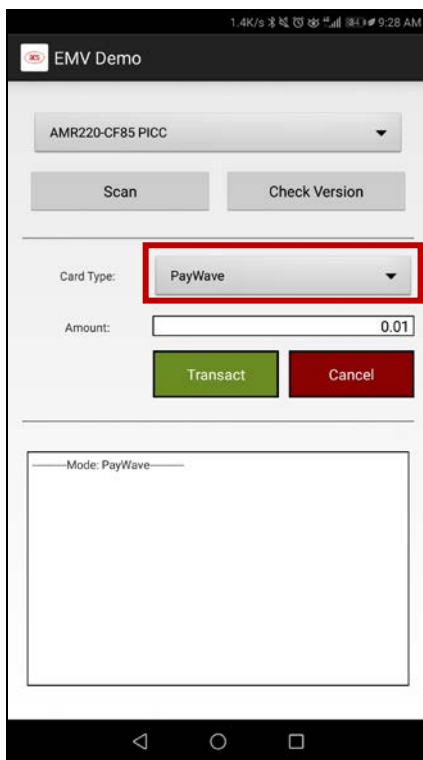 1.4K/s 9:28 AM
ACS EMV Demo
AMR220-CF85 PICC
Scan Check Version
Card Type: PayWave
Amount: 0.01
Transact Cancel
Mode: PayWave